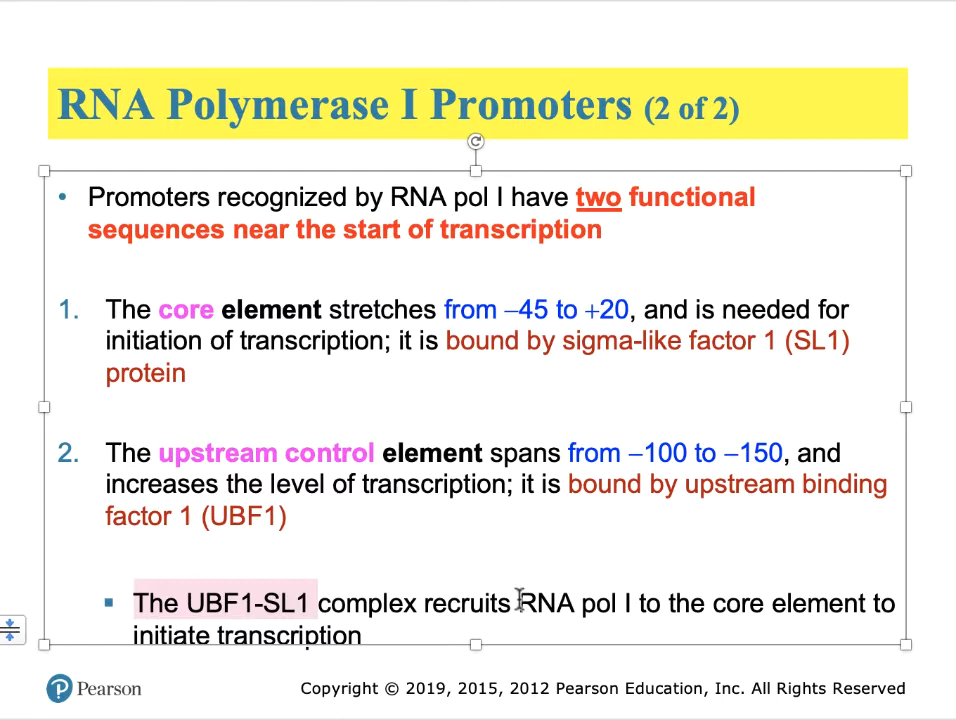 RNA Polymerase I Promoters (2 of 2)
• Promoters recognized by RNA pol I have two functional
sequences near the start of transcription
1. The core element stretches from –45 to +20, and is needed for
initiation of transcription; it is bound by sigma-like factor 1 (SL1)
protein
2. The upstream control element spans from –100 to –150, and
increases the level of transcription; it is bound by upstream binding
factor 1 (UBF1)
▪ The UBF1-SL1 complex recruits RNA pol I to the core element to
initiate transcription
Pearson
Copyright © 2019, 2015, 2012 Pearson Education, Inc. All Rights Reserved